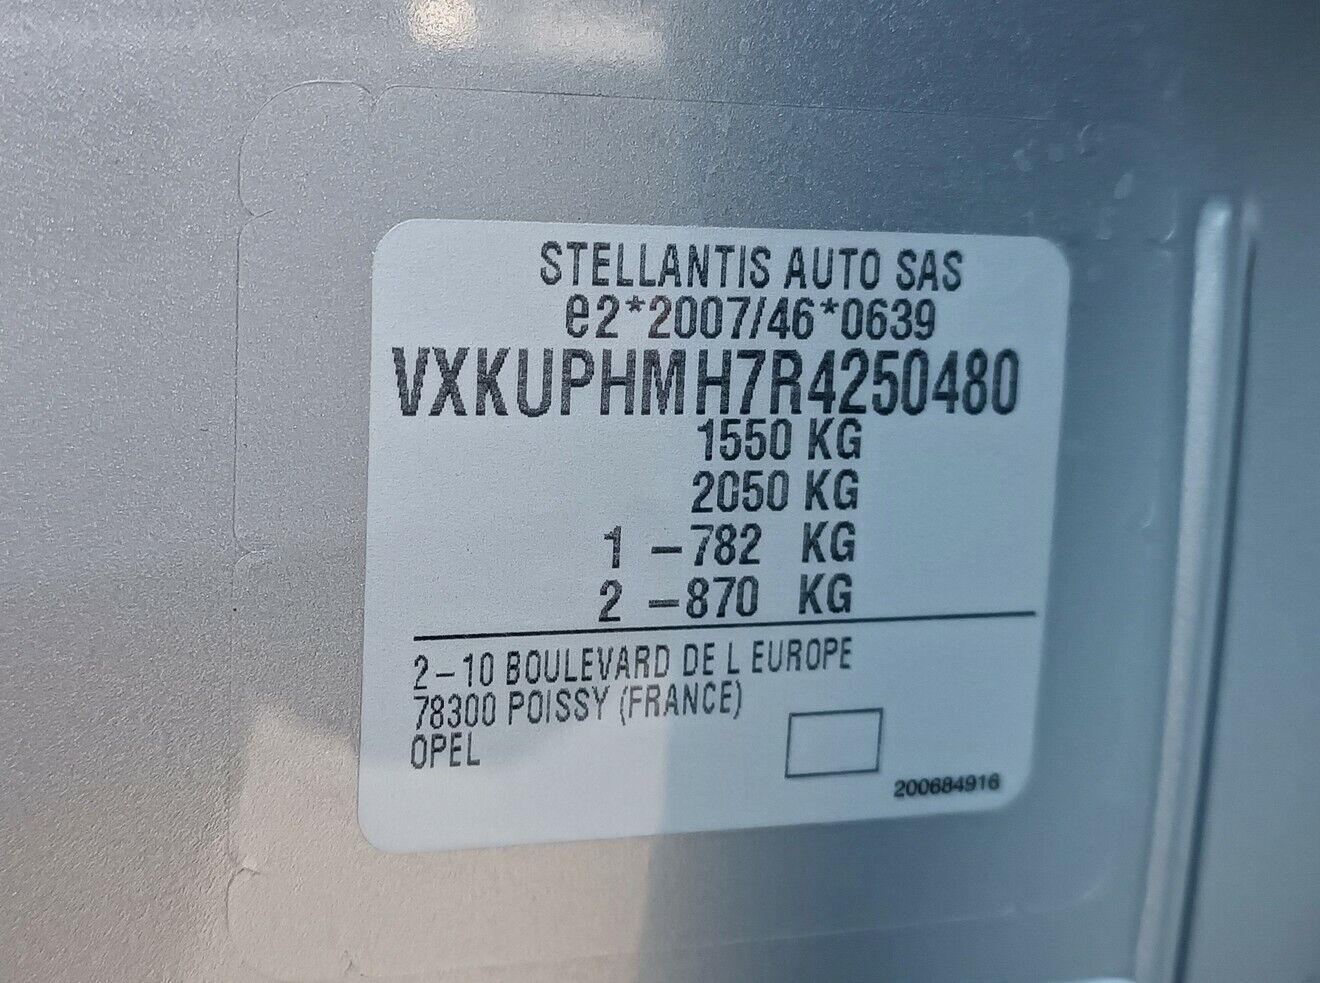 STELLANTIS AUTO SAS
e2*2007/46*0639
VXKUPHMH7R4250480
1550 KG
2050 KG
1 -782 KG
2 -870 KG
2-10 BOULEVARD DE L EUROPE
78300 POISSY (FRANCE)
OPEL
200684916